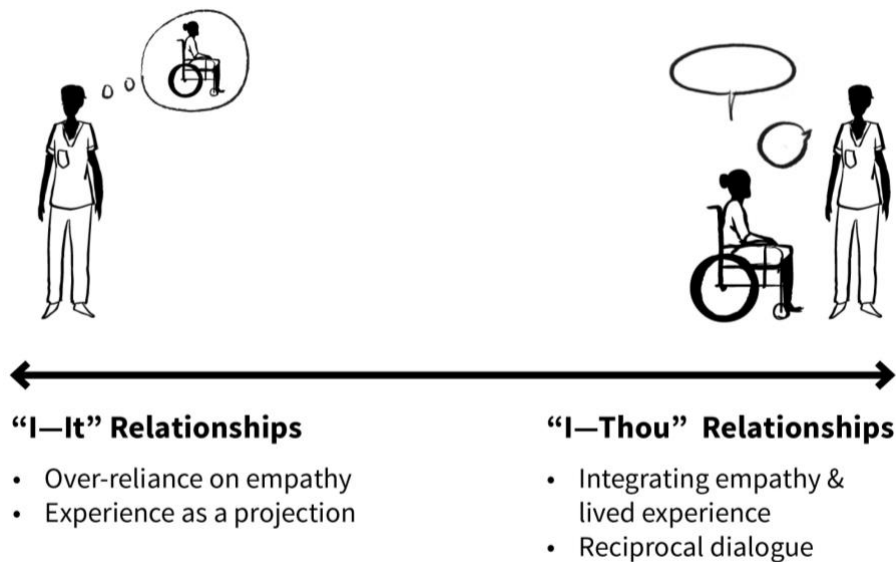 “I—It” Relationships
• Over-reliance on empathy
• Experience as a projection
“I—Thou” Relationships
• Integrating empathy &
lived experience
• Reciprocal dialogue